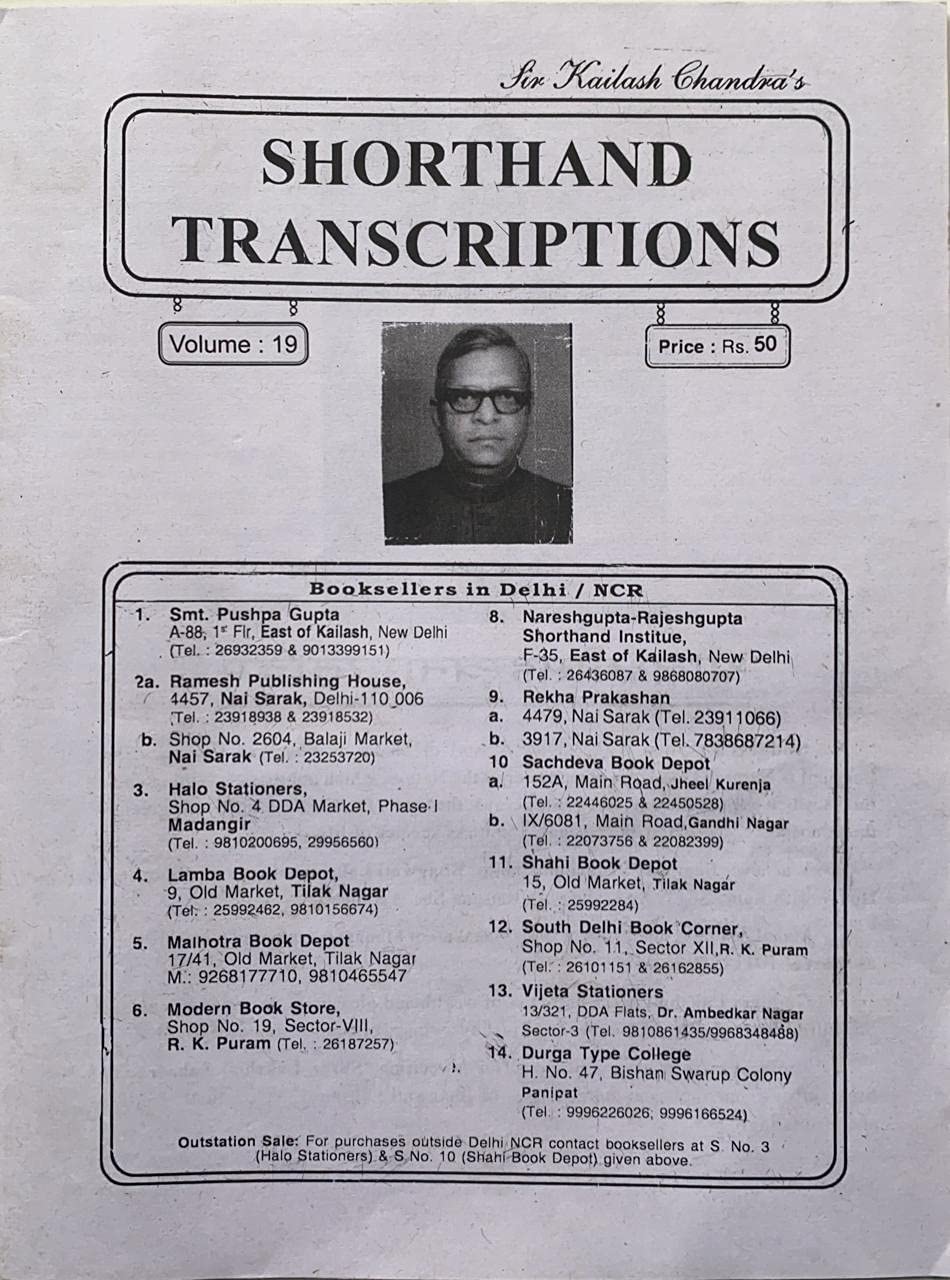 Sir Kailash Chandra's
SHORTHAND
TRANSCRIPTIONS
Volume : 19
Price : Rs. 50
Booksellers in Delhi / NCR
1. Smt. Pushpa Gupta
A-88, 1st Flr, East of Kailash, New Delhi
(Tel. : 26932359 & 9013399151)
2a. Ramesh Publishing House,
4457, Nai Sarak, Delhi-110 006
(Tel. : 23918938 & 23918532)
b. Shop No. 2604, Balaji Market,
Nai Sarak (Tel. : 23253720)
3. Halo Stationers,
Shop No. 4 DDA Market, Phase-I
Madangir
(Tel. : 9810200695, 29956560)
4. Lamba Book Depot,
9, Old Market, Tilak Nagar
(Tel. : 25992462, 9810156674)
5. Malhotra Book Depot
17/41, Old Market, Tilak Nagar
M.: 9268177710, 9810465547
6. Modern Book Store,
Shop No. 19, Sector-VIII,
R. K. Puram (Tel. : 26187257)
8. Nareshgupta-Rajeshgupta
Shorthand Institue,
F-35, East of Kailash, New Delhi
(Tel. : 26436087 & 9868080707)
9. Rekha Prakashan
a. 4479, Nai Sarak (Tel. 23911066)
b. 3917, Nai Sarak (Tel. 7838687214)
10 Sachdeva Book Depot
a. 152A, Main Road, Jheel Kurenja
(Tel. : 22446025 & 22450528)
b. IX/6081, Main Road, Gandhi Nagar
(Tel. : 22073756 & 22082399)
11. Shahi Book Depot
15, Old Market, Tilak Nagar
(Tel. : 25992284)
12. South Delhi Book Corner,
Shop No. 11, Sector XII, R. K. Puram
(Tel. : 26101151 & 26162855)
13. Vijeta Stationers
13/321, DDA Flats, Dr. Ambedkar Nagar
Sector-3 (Tel. 9810861435/9968348488)
14. Durga Type College
H. No. 47, Bishan Swarup Colony
Panipat
(Tel. : 9996226026, 9996166524)
Outstation Sale: For purchases outside Delhi NCR contact booksellers at S. No. 3
(Halo Stationers) & S.No. 10 (Shahi Book Depot) given above.